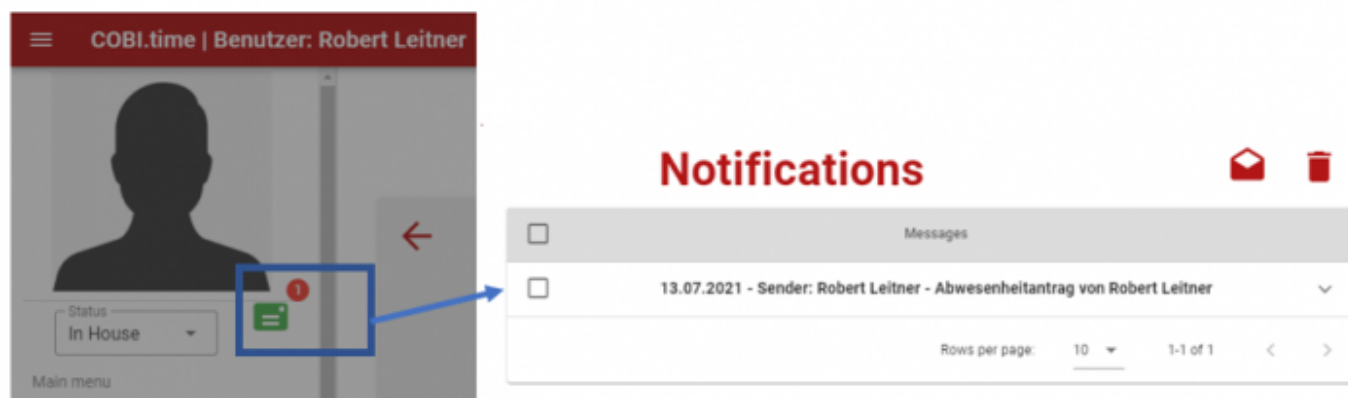 COBI.time | Benutzer: Robert Leitner
1
Status
In House
Main menu
Notifications
Messages
13.07.2021 - Sender: Robert Leitner - Abwesenheitantrag von Robert Leitner
Rows per page: 10 1-1 of 1